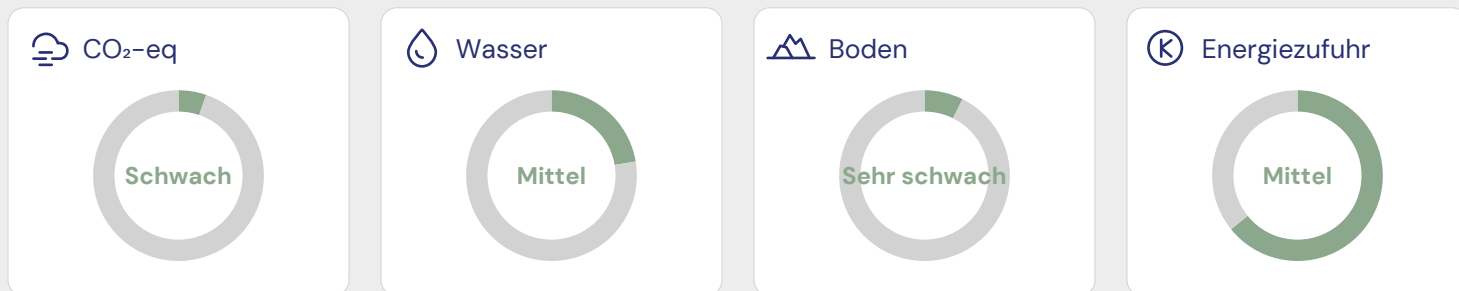 CO₂-eq
Schwach
Wasser
Mittel
Boden
Sehr schwach
Energiezufuhr
Mittel